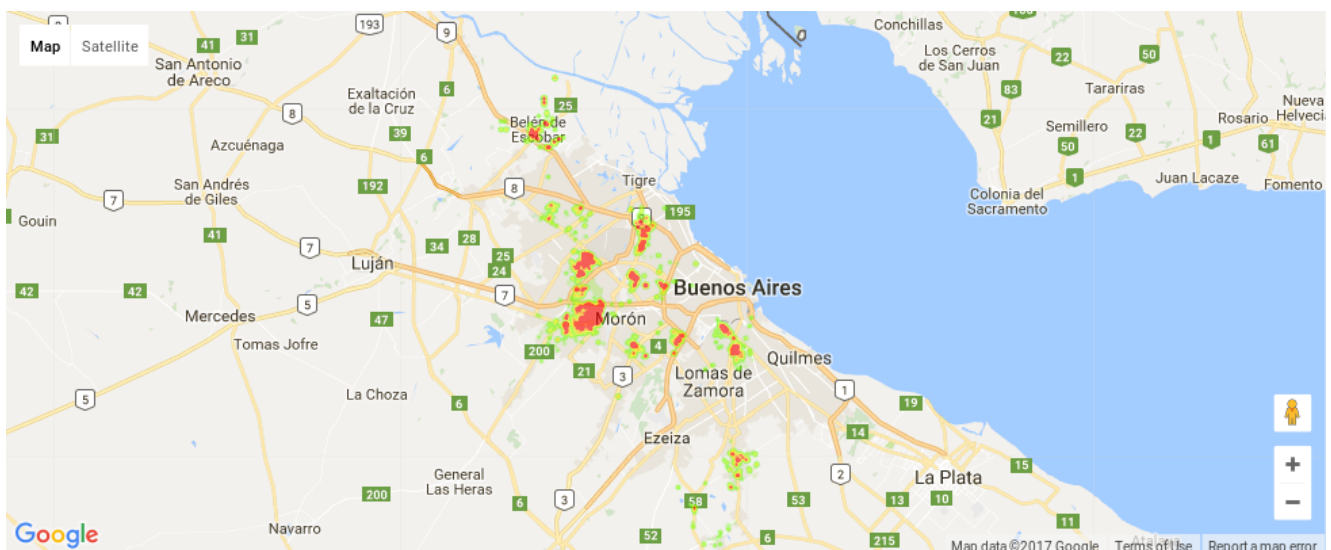 Map
Satellite
193
9
41
31
San Antonio
de Areco
6
Exaltación
de la Cruz
8
25
Belén de
Escobar
31
39
Azcuénaga
6
192
8
Tigre
San Andrés
de Giles
7
Gouin
195
41
7
34
28
25
24
Luján
42
42
5
7
Buenos Aires
Mercedes
47
Morón
Tomas Jofre
200
4
21
3
Quilmes
Lomas de
Zamora
La Choza
5
6
1
19
14
Ezeiza
2
15
La Plata
General
Las Heras
200
6
3
58
53
13
10
Navarro
52
6
215
11
Conchillas
Los Cerros
de San Juan
22
50
83
Tarariras
21
Semillero
22
50
Nueva
Helvecia
Rosario
1
61
1
Juan Lacaze
Fomento
Colonia del
Sacramento
+
−
Google
Map data ©2017 Google
Terms of Use
Report a map error